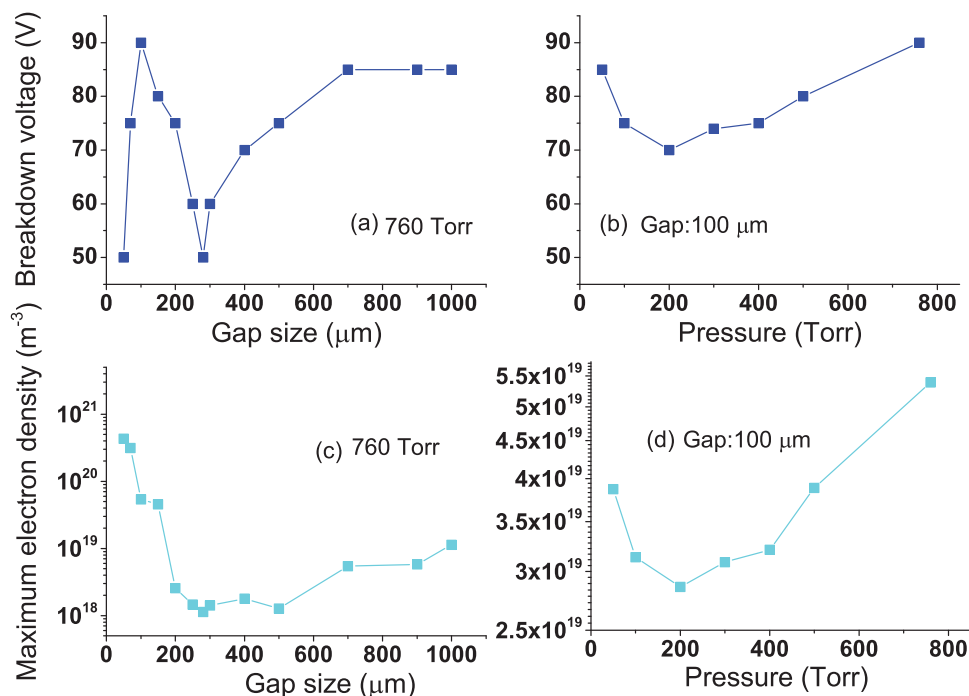 Breakdown voltage (V)
90
80
70
60
50
(a) 760 Torr
0 200 400 600 800 1000
Gap size (μm)
90
80
70
60
50
(b) Gap:100 μm
0 200 400 600 800
Pressure (Torr)
Maximum electron density (m⁻³)
10²¹
10²⁰
10¹⁹
10¹⁸
(c) 760 Torr
0 200 400 600 800 1000
Gap size (μm)
5.5x10¹⁹
5x10¹⁹
4.5x10¹⁹
4x10¹⁹
3.5x10¹⁹
3x10¹⁹
2.5x10¹⁹
(d) Gap:100 μm
0 200 400 600 800
Pressure (Torr)